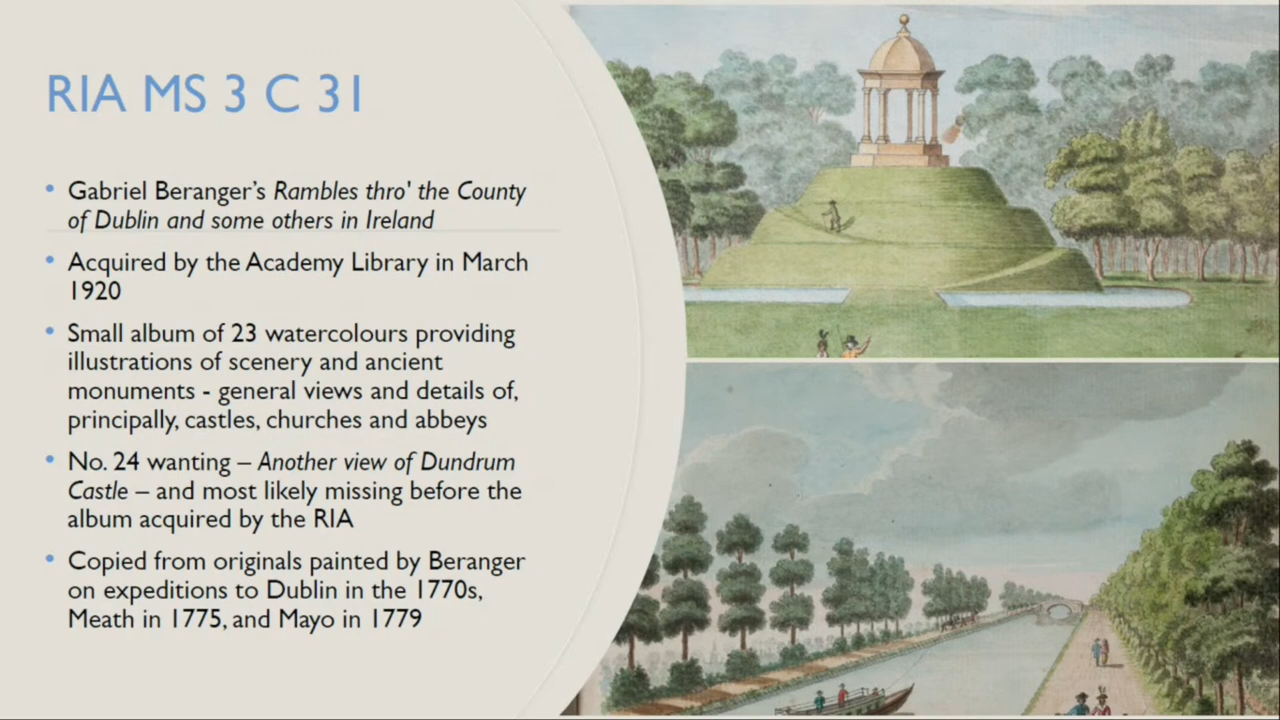 RIA MS 3 C 31
• Gabriel Beranger’s Rambles thro' the County
of Dublin and some others in Ireland
• Acquired by the Academy Library in March
1920
• Small album of 23 watercolours providing
illustrations of scenery and ancient
monuments - general views and details of,
principally, castles, churches and abbeys
• No. 24 wanting – Another view of Dundrum
Castle – and most likely missing before the
album acquired by the RIA
• Copied from originals painted by Beranger
on expeditions to Dublin in the 1770s,
Meath in 1775, and Mayo in 1779